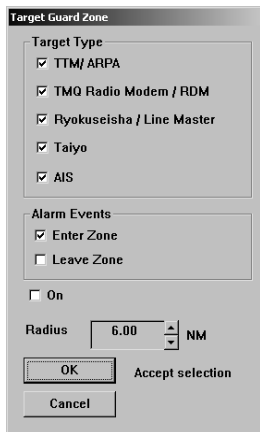 Target Guard Zone
Target Type
TTM/ ARPA
TMQ Radio Modem / RDM
Ryokuseisha / Line Master
Taiyo
AIS
Alarm Events
Enter Zone
Leave Zone
On
Radius 6.00 NM
OK Accept selection
Cancel